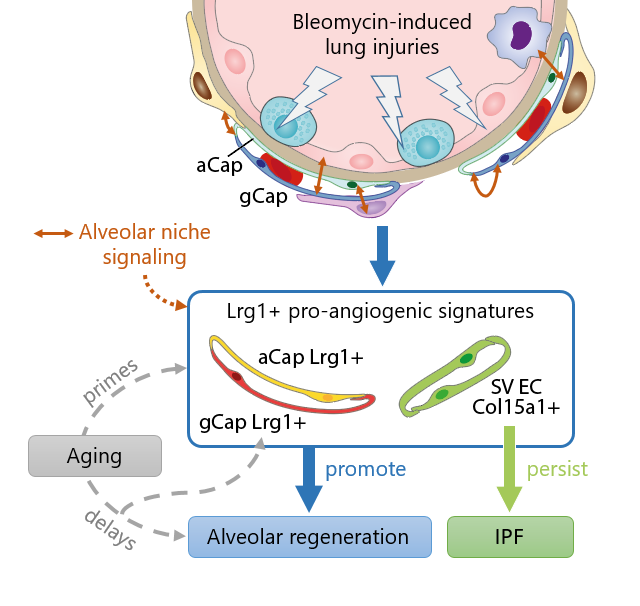 Bleomycin-induced
lung injuries
aCap
gCap
Alveolar niche
signaling
Lrg1+ pro-angiogenic signatures
aCap Lrg1+
SV EC
Col15a1+
gCap Lrg1+
primes
Aging
delays
promote
persist
Alveolar regeneration
IPF